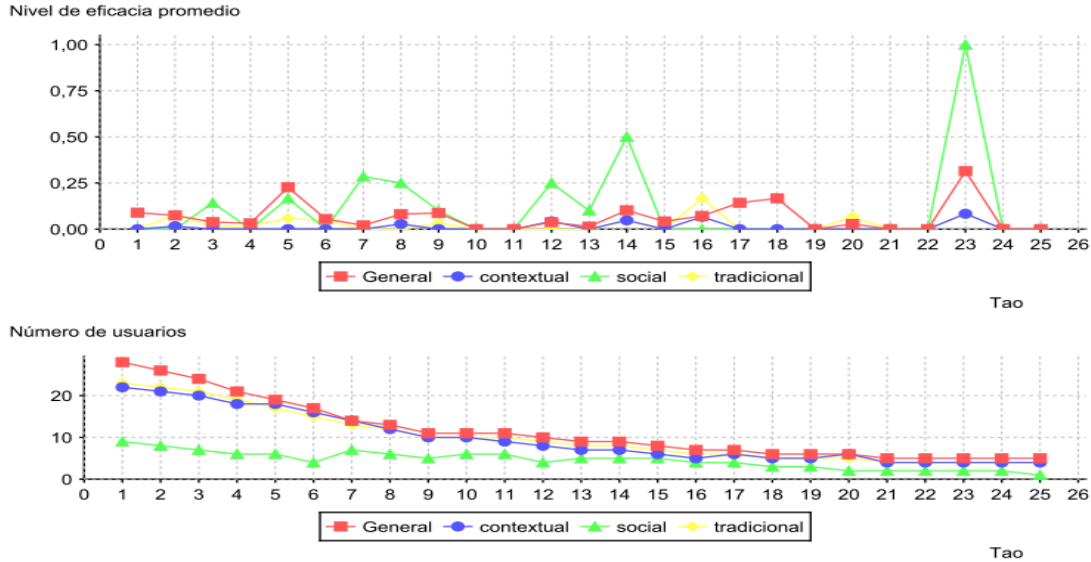 Nivel de eficacia promedio
1,00
0,75
0,50
0,25
0,00
0 1 2 3 4 5 6 7 8 9 10 11 12 13 14 15 16 17 18 19 20 21 22 23 24 25 26
General contextual social tradicional
Tao
Número de usuarios
20
10
0
0 1 2 3 4 5 6 7 8 9 10 11 12 13 14 15 16 17 18 19 20 21 22 23 24 25 26
General contextual social tradicional
Tao